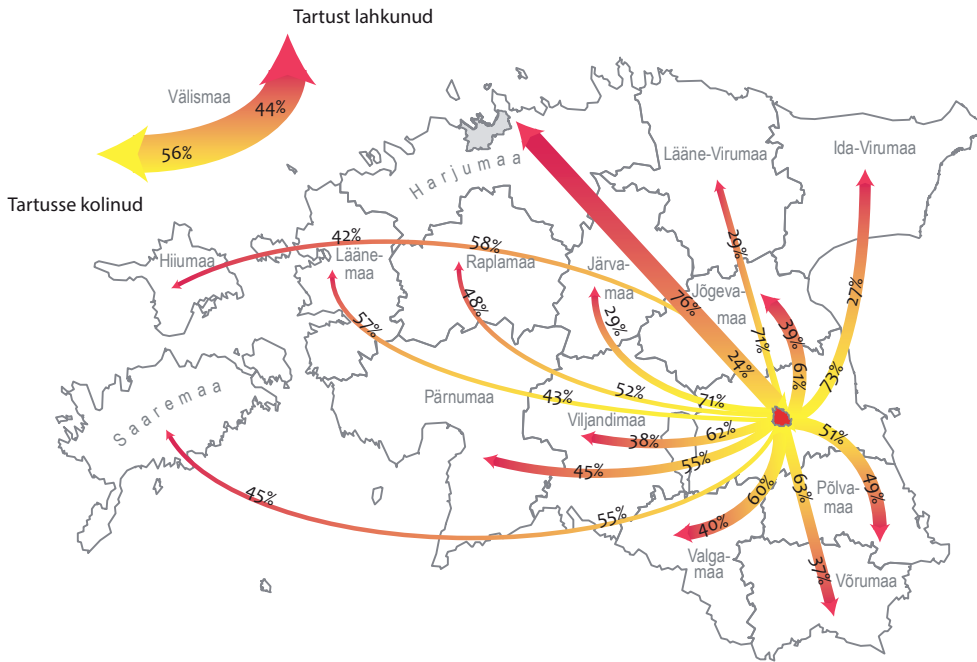 Tartust lahkunud
Välismaa
44%
56%
Tartusse kolinud
Harjumaa
Lääne-Virumaa
Ida-Virumaa
Hiiumaa
42%
58%
Lääne-
maa
Raplamaa
Järva-
maa
Jõgeva-
maa
29%
27%
76%
57%
48%
29%
39%
24%
71%
61%
73%
Saaremaa
Pärnumaa
43%
52%
71%
Viljandimaa
38%
62%
51%
45%
55%
Põlva-
maa
49%
45%
55%
60%
63%
40%
37%
Valga-
maa
Võrumaa